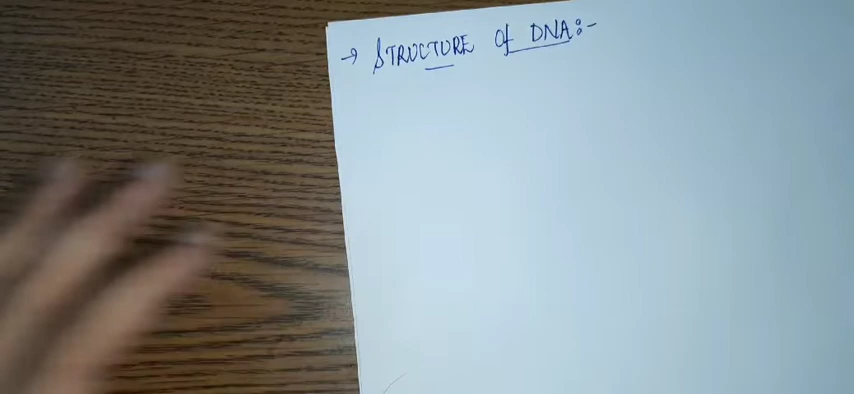 → STRUCTURE Of DNA:-